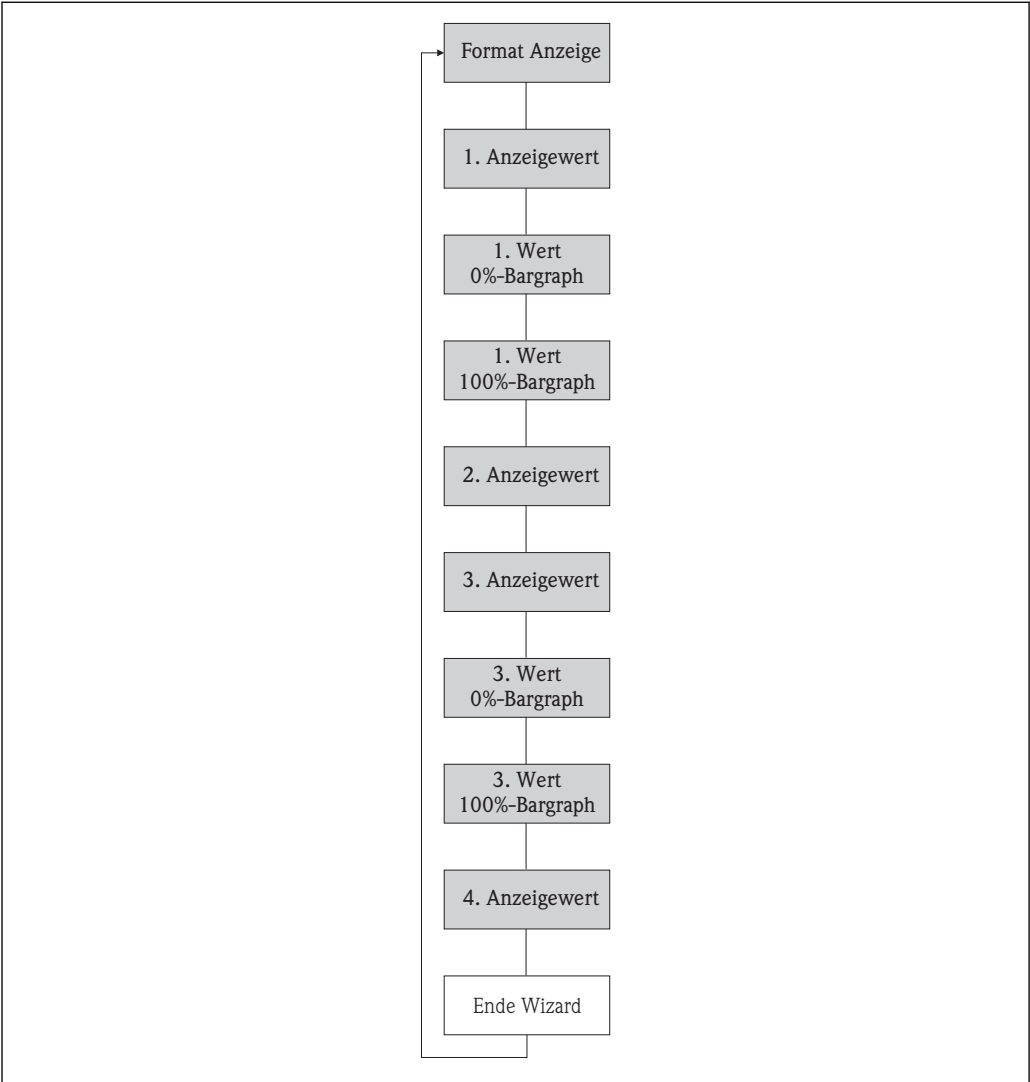 Format Anzeige
1. Anzeigewert
1. Wert
0%-Bargraph
1. Wert
100%-Bargraph
2. Anzeigewert
3. Anzeigewert
3. Wert
0%-Bargraph
3. Wert
100%-Bargraph
4. Anzeigewert
Ende Wizard